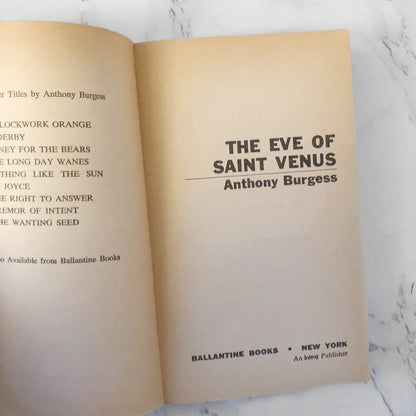 er Titles by Anthony Burgess
LOCKWORK ORANGE
DERBY
NEY FOR THE BEARS
E LONG DAY WANES
THING LIKE THE SUN
JOYCE
HE RIGHT TO ANSWER
REMOR OF INTENT
HE WANTING SEED
so Available from Ballantine Books
THE EVE OF
SAINT VENUS
Anthony Burgess
BALLANTINE BOOKS • NEW YORK
An Intext Publisher